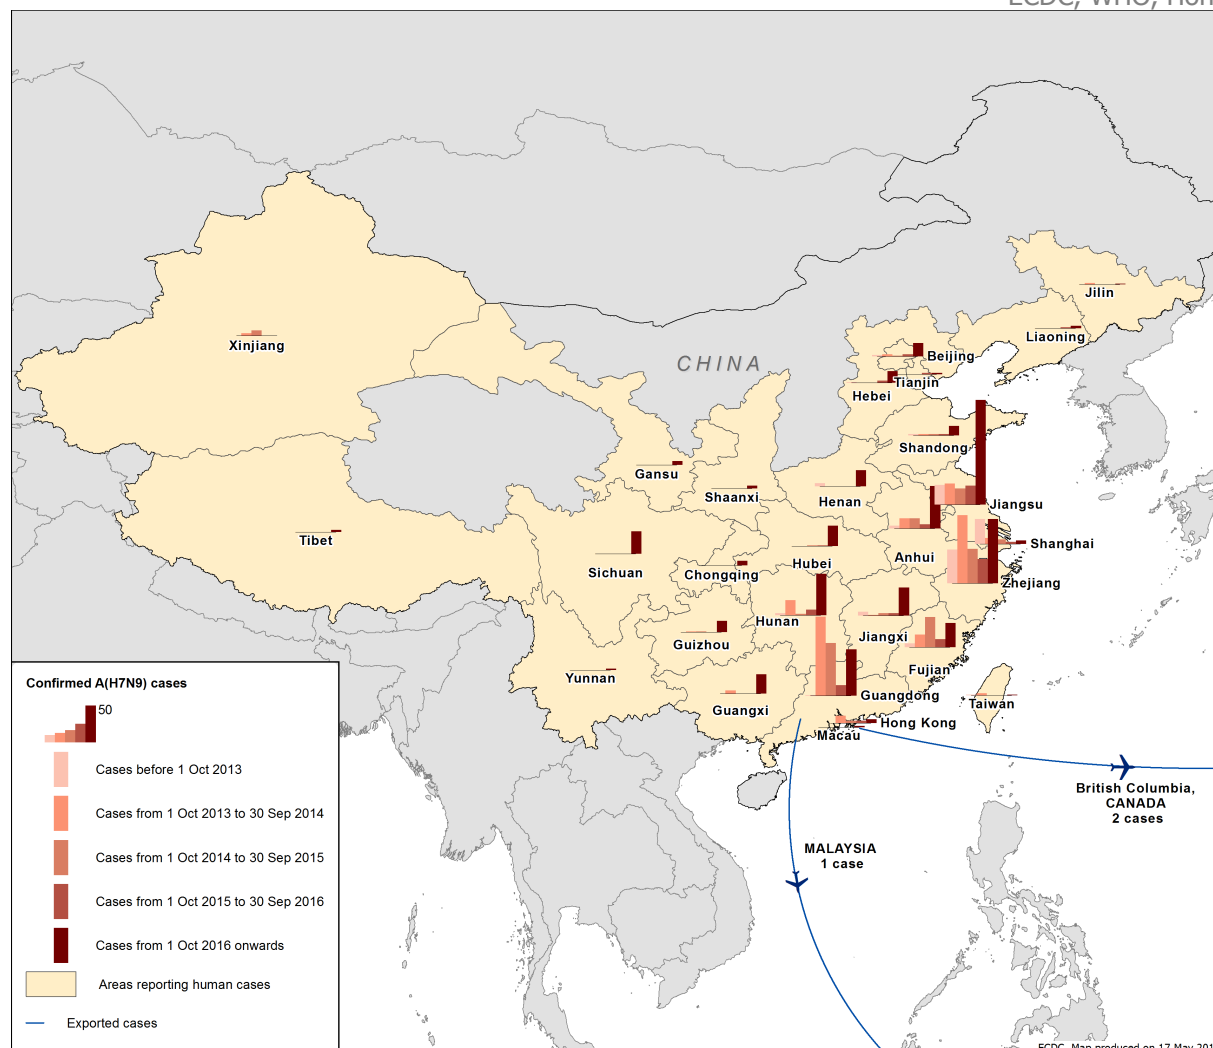 CHINA
Jilin
Liaoning
Xinjiang
Beijing
Tianjin
Hebei
Shandong
Gansu
Shaanxi
Henan
Jiangsu
Tibet
Shanghai
Anhui
Hubei
Sichuan
Chongqing
Zhejiang
Hunan
Jiangxi
Guizhou
Fujian
Yunnan
Guangdong
Guangxi
Taiwan
Hong Kong
Macau
British Columbia,
CANADA
2 cases
MALAYSIA
1 case
Confirmed A(H7N9) cases
50
Cases before 1 Oct 2013
Cases from 1 Oct 2013 to 30 Sep 2014
Cases from 1 Oct 2014 to 30 Sep 2015
Cases from 1 Oct 2015 to 30 Sep 2016
Cases from 1 Oct 2016 onwards
Areas reporting human cases
Exported cases